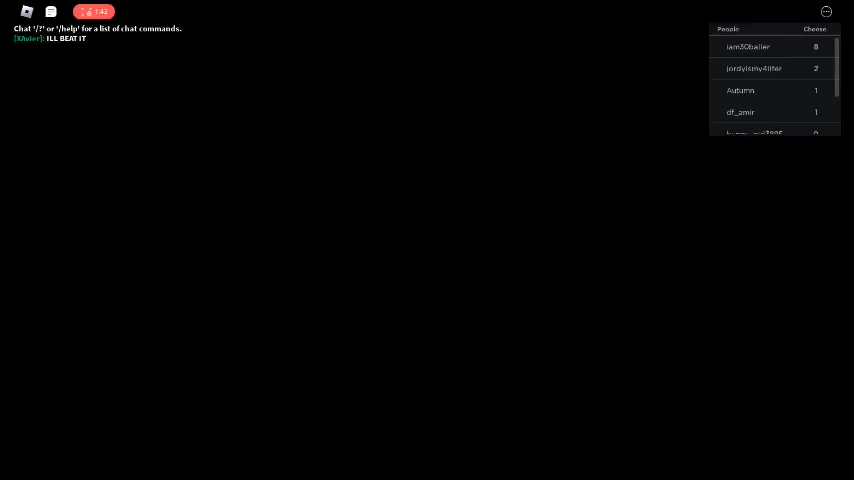 1:42
Chat '/?' or '/help' for a list of chat commands.
[XAvier]: ILL BEAT IT
People Cheese
iam30baller 8
jordyismy4lifer 2
Autumn 1
df_amir 1